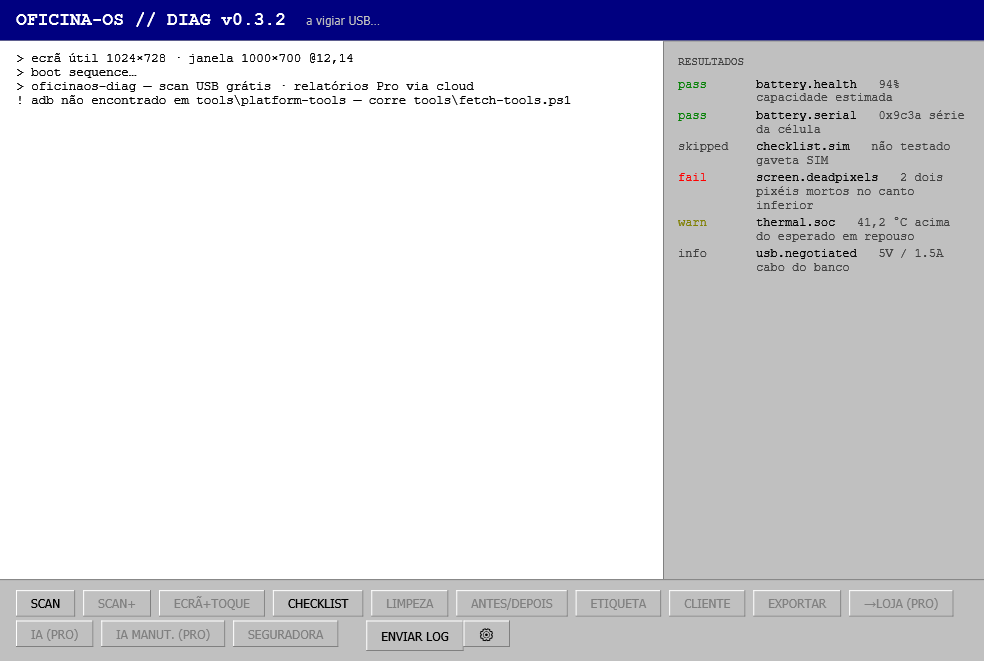 OFICINA-OS // DIAG v0.3.2 a vigiar USB…
> ecrã útil 1024×728 · janela 1000×700 @12,14
> boot sequence…
> oficinaos-diag — scan USB grátis · relatórios Pro via cloud
! adb não encontrado em tools\platform-tools — corre tools\fetch-tools.ps1
RESULTADOS
pass battery.health 94%
capacidade estimada
pass battery.serial 0x9c3a série
da célula
skipped checklist.sim não testado
gaveta SIM
fail screen.deadpixels 2 dois
pixéis mortos no canto
inferior
warn thermal.soc 41,2 °C acima
do esperado em repouso
info usb.negotiated 5V / 1.5A
cabo do banco
SCAN SCAN+ ECRÃ+TOQUE CHECKLIST LIMPEZA ANTES/DEPOIS ETIQUETA CLIENTE EXPORTAR →LOJA (PRO)
IA (PRO) IA MANUT. (PRO) SEGURADORA ENVIAR LOG